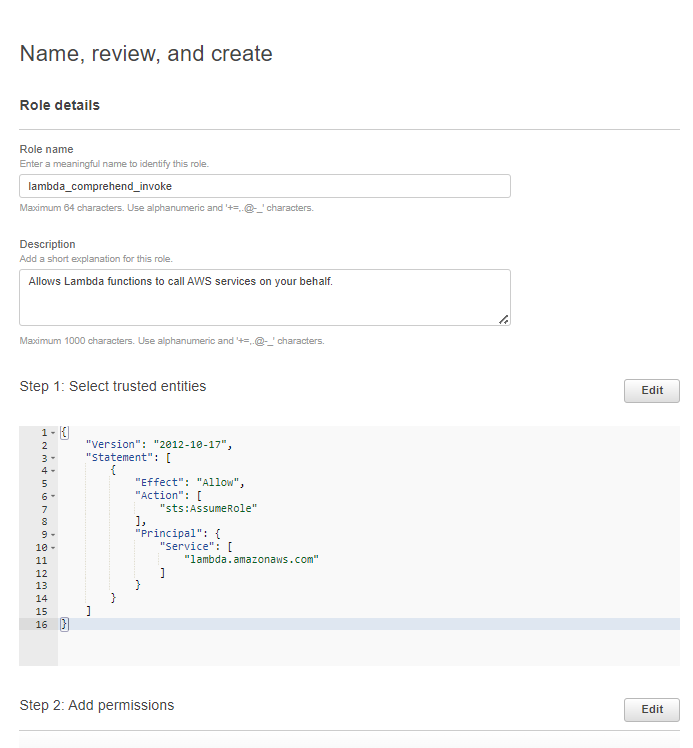 Name, review, and create
Role details
Role name
Enter a meaningful name to identify this role.
lambda_comprehend_invoke
Maximum 64 characters. Use alphanumeric and '+=,.@-_' characters.
Description
Add a short explanation for this role.
Allows Lambda functions to call AWS services on your behalf.
Maximum 1000 characters. Use alphanumeric and '+=,.@-_' characters.
Step 1: Select trusted entities
Edit
1 {
2     "Version": "2012-10-17",
3     "Statement": [
4         {
5             "Effect": "Allow",
6             "Action": [
7                 "sts:AssumeRole"
8             ],
9             "Principal": {
10                 "Service": [
11                     "lambda.amazonaws.com"
12                 ]
13             }
14         }
15     ]
16 }
Step 2: Add permissions
Edit